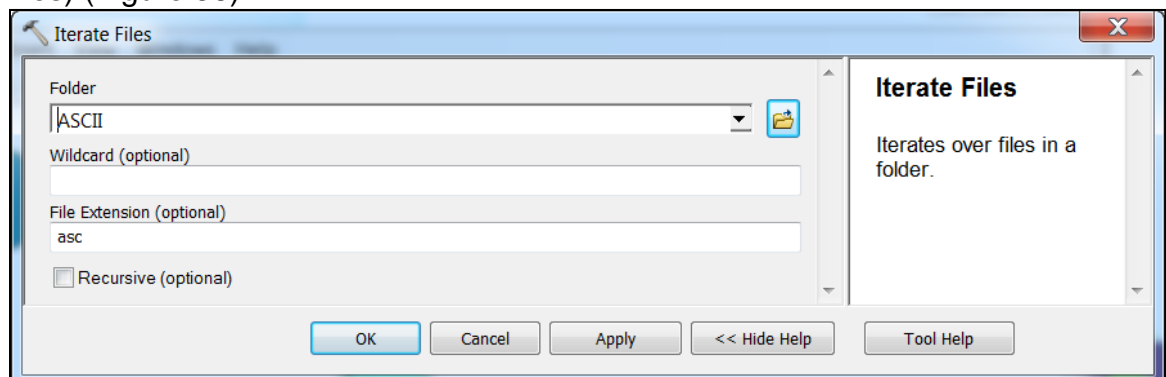 Iterate Files
Folder
ASCII
Wildcard (optional)
File Extension (optional)
asc
Recursive (optional)
OK
Cancel
Apply
<< Hide Help
Iterate Files
Iterates over files in a
folder.
Tool Help